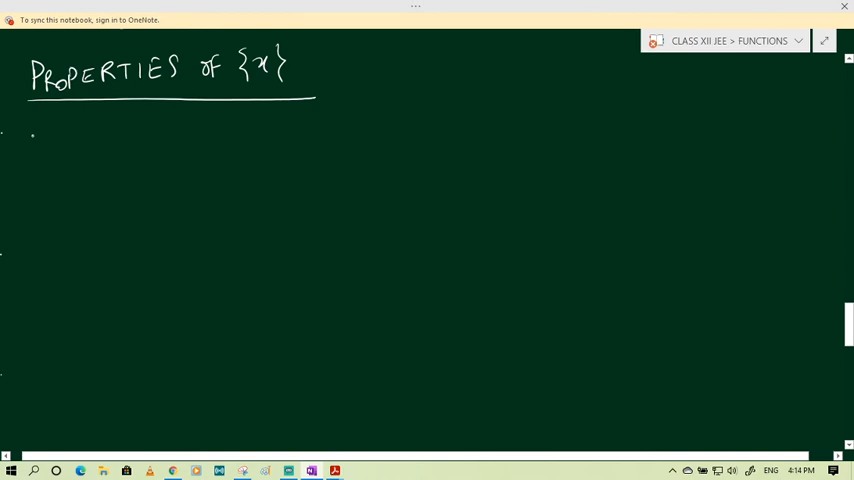 ...
To sync this notebook, sign in to OneNote.
CLASS XII JEE > FUNCTIONS
PROPERTIES OF {x}
ENG
4:14 PM